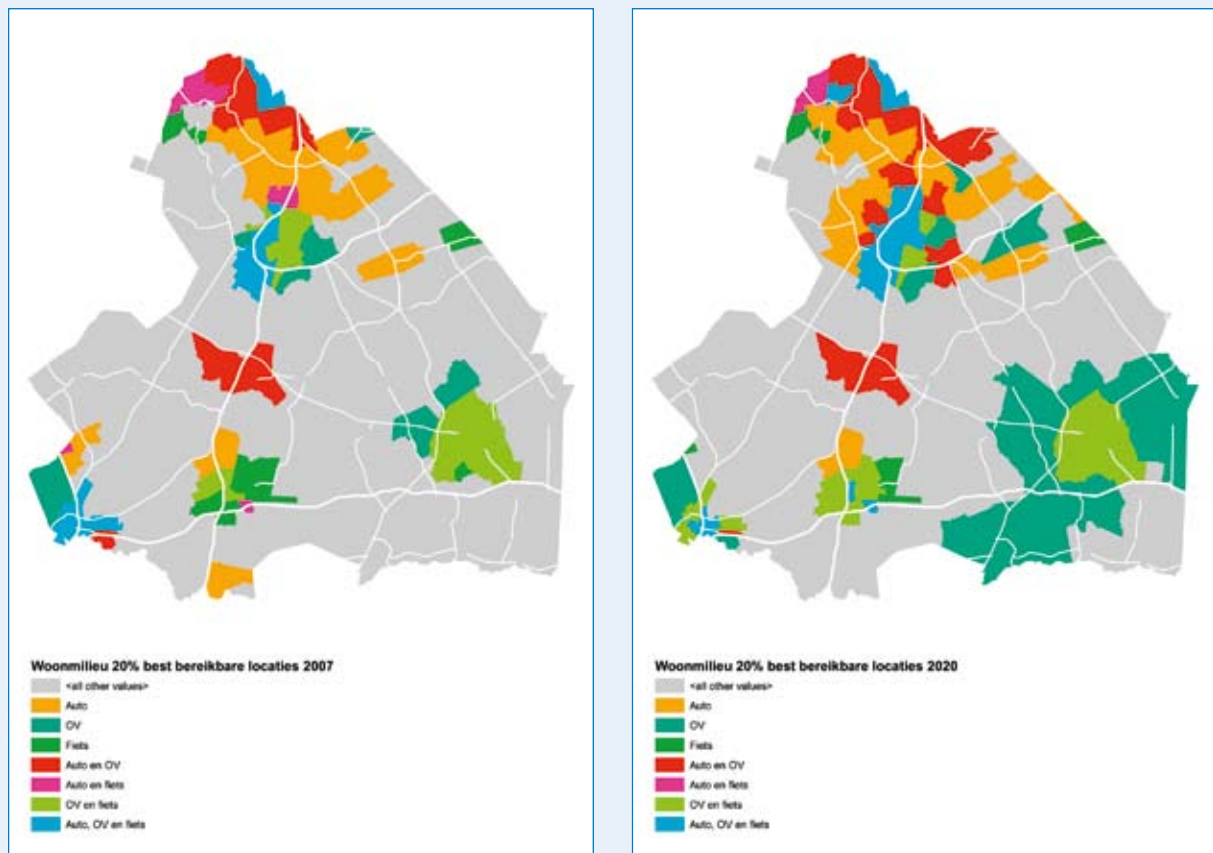 Woonmilieu 20% best bereikbare locaties 2007
<all other values>
Auto
OV
Fiets
Auto en OV
Auto en fiets
OV en fiets
Auto, OV en fiets
Woonmilieu 20% best bereikbare locaties 2020
<all other values>
Auto
OV
Fiets
Auto en OV
Auto en fiets
OV en fiets
Auto, OV en fiets